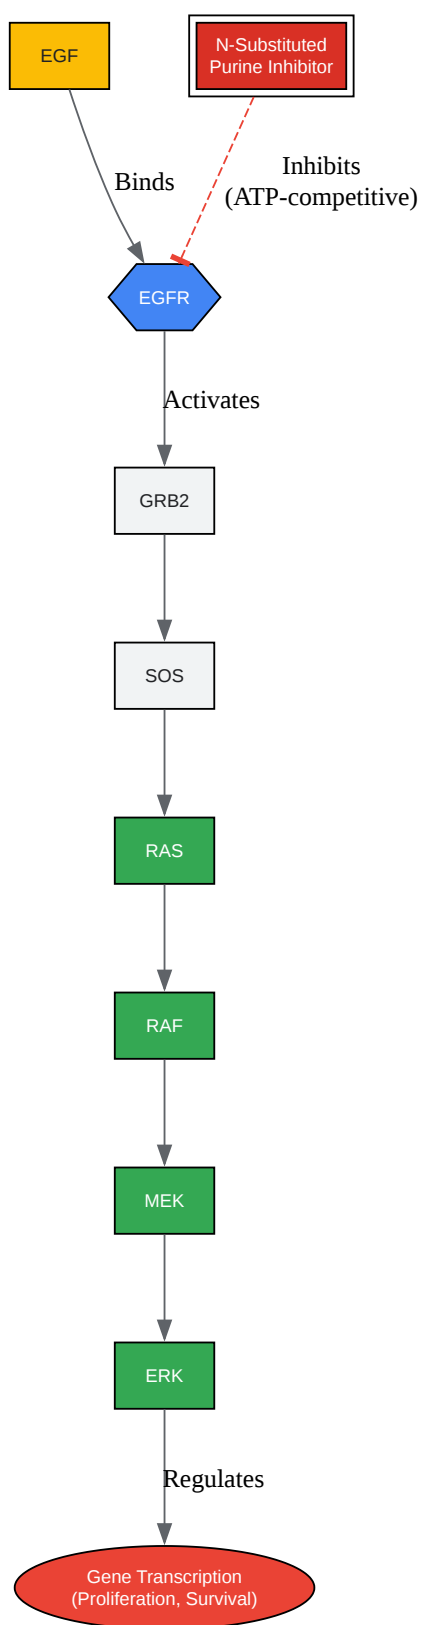 EGF
N-Substituted
Purine Inhibitor
Binds
Inhibits
(ATP-competitive)
EGFR
Activates
GRB2
SOS
RAS
RAF
MEK
ERK
Regulates
Gene Transcription
(Proliferation, Survival)